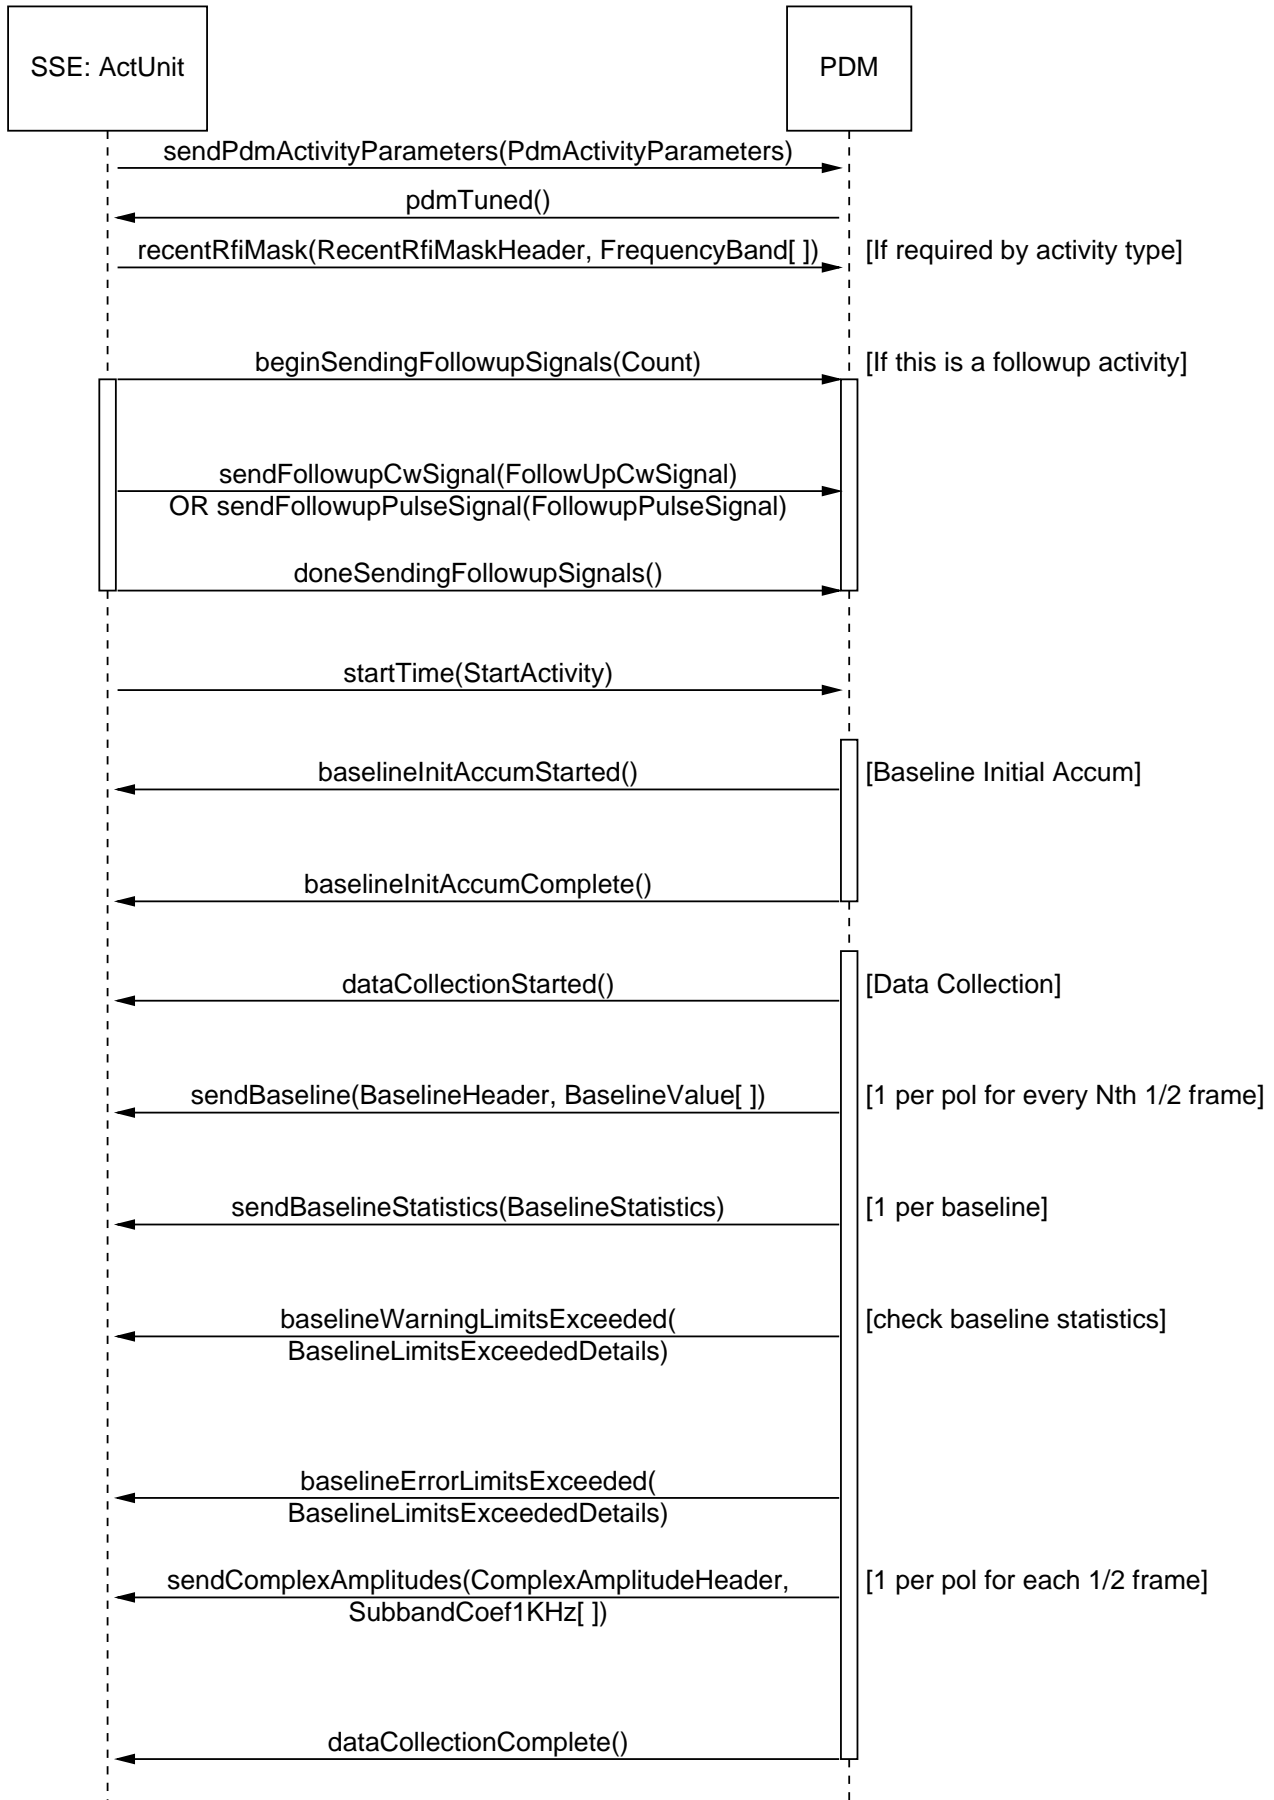 SSE: ActUnit
PDM
sendPdmActivityParameters(PdmActivityParameters)
pdmTuned()
recentRfiMask(RecentRfiMaskHeader, FrequencyBand[ ])
[If required by activity type]
beginSendingFollowupSignals(Count)
[If this is a followup activity]
sendFollowupCwSignal(FollowUpCwSignal)
OR sendFollowupPulseSignal(FollowupPulseSignal)
doneSendingFollowupSignals()
startTime(StartActivity)
baselineInitAccumStarted()
[Baseline Initial Accum]
baselineInitAccumComplete()
dataCollectionStarted()
[Data Collection]
sendBaseline(BaselineHeader, BaselineValue[ ])
[1 per pol for every Nth 1/2 frame]
sendBaselineStatistics(BaselineStatistics)
[1 per baseline]
baselineWarningLimitsExceeded(
[check baseline statistics]
BaselineLimitsExceededDetails)
baselineErrorLimitsExceeded(
BaselineLimitsExceededDetails)
sendComplexAmplitudes(ComplexAmplitudeHeader,
[1 per pol for each 1/2 frame]
SubbandCoef1KHz[ ])
dataCollectionComplete()